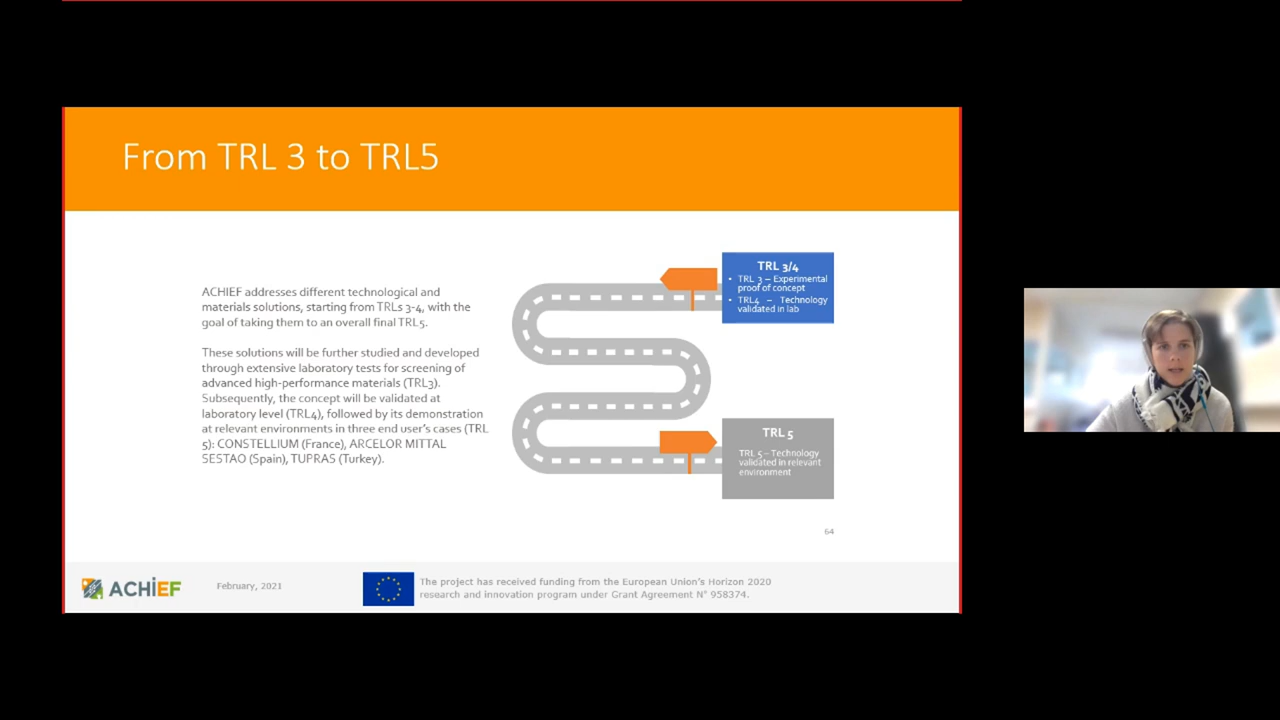 From TRL 3 to TRL5
ACHIEF addresses different technological and
materials solutions, starting from TRLs 3-4, with the
goal of taking them to an overall final TRL5.
These solutions will be further studied and developed
through extensive laboratory tests for screening of
advanced high-performance materials (TRL3).
Subsequently, the concept will be validated at
laboratory level (TRL4), followed by its demonstration
at relevant environments in three end user's cases (TRL
5): CONSTELLIUM (France), ARCELOR MITTAL
SESTAO (Spain), TUPRAS (Turkey).
TRL 3/4
• TRL 3 – Experimental
proof of concept
• TRL4 – Technology
validated in lab
TRL 5
TRL 5 – Technology
validated in relevant
environment
64
ACHiEF
February, 2021
The project has received funding from the European Union's Horizon 2020
research and innovation program under Grant Agreement N° 958374.